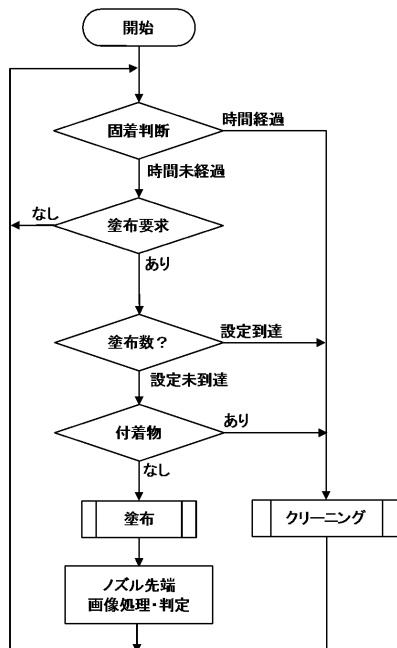 開始
固着判断
時間経過
時間未経過
なし
塗布要求
あり
塗布数？
設定到達
設定未到達
付着物
あり
なし
塗布
クリーニング
ノズル先端
画像処理・判定